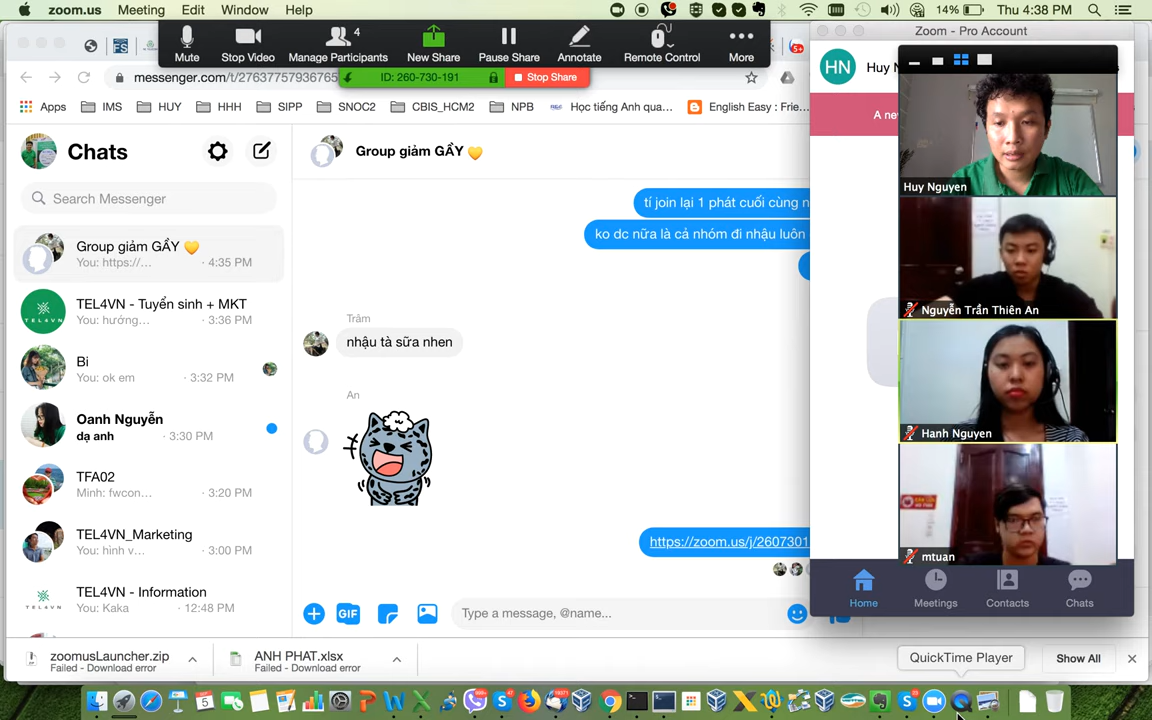 zoom.us Meeting Edit Window Help
14% Thu 4:38 PM
Mute
Stop Video
4
Manage Participants
New Share
Pause Share
Annotate
Remote Control
More
ID: 260-730-191
Stop Share
messenger.com/t/27637757936765
Apps IMS HUY HHH SIPP SNOC2 CBIS_HCM2 NPB Học tiếng Anh qua... English Easy : Frie...
Chats
Search Messenger
Group giảm GẦY 💛
You: https://... · 4:35 PM
TEL4VN - Tuyển sinh + MKT
You: hướng... · 3:36 PM
Bi
You: ok em · 3:32 PM
Oanh Nguyễn
dạ anh · 3:30 PM
TFA02
Minh: fwcon... · 3:20 PM
TEL4VN_Marketing
You: hình v... · 3:00 PM
TEL4VN - Information
You: Kaka · 12:48 PM
Group giảm GẦY 💛
tí join lại 1 phát cuối cùng n
ko dc nữa là cả nhóm đi nhậu luôn
Trâm
nhậu tà sữa nhen
An
https://zoom.us/j/2607301
GIF
Type a message, @name...
Zoom - Pro Account
HN
Huy N
A ne
Huy Nguyen
Nguyễn Trần Thiên An
Hanh Nguyen
mtuan
Home
Meetings
Contacts
Chats
zoomusLauncher.zip
Failed - Download error
ANH PHAT.xlsx
Failed - Download error
QuickTime Player
Show All